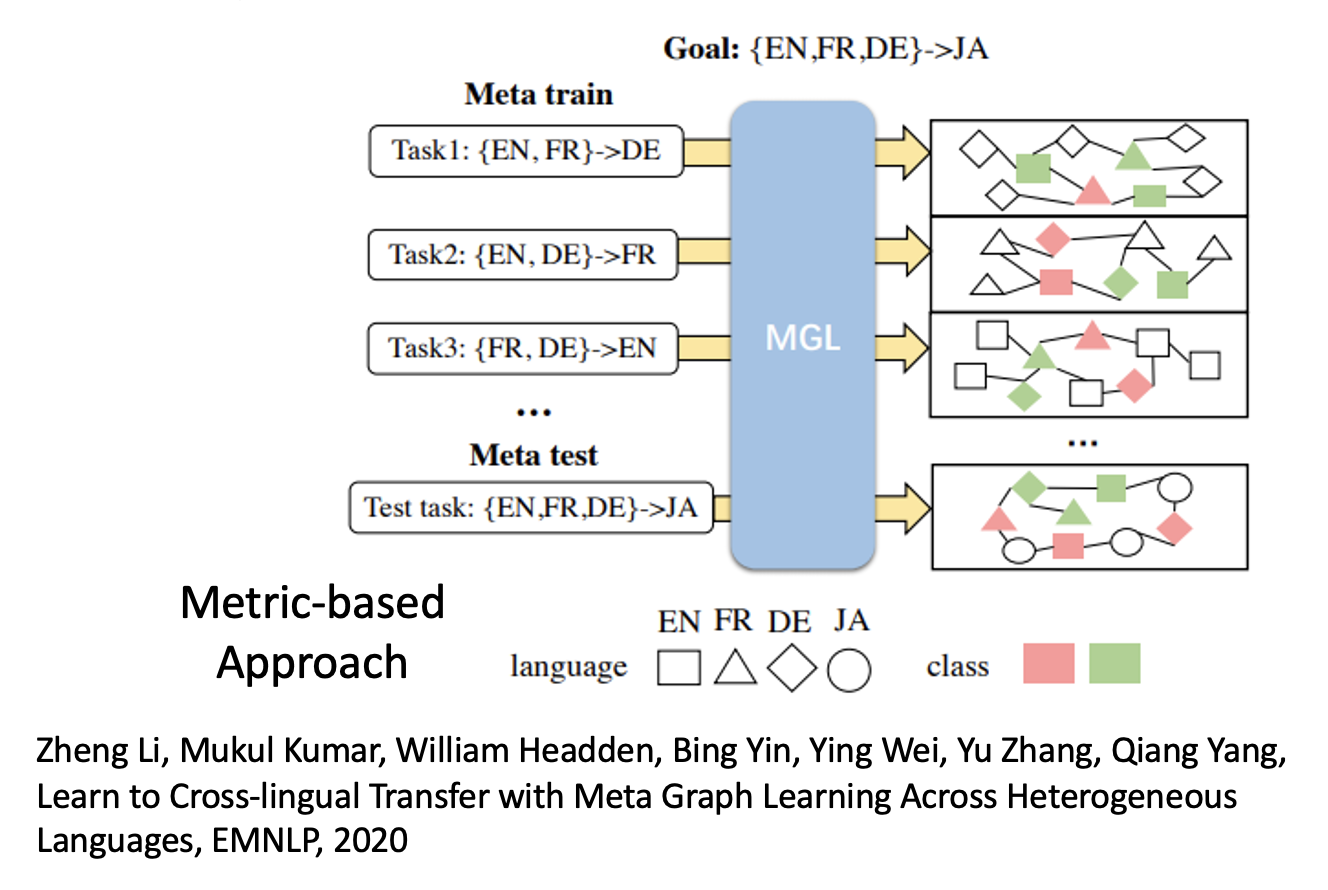 Goal: {EN,FR,DE}->JA
Meta train
Task1: {EN, FR}->DE
Task2: {EN, DE}->FR
Task3: {FR, DE}->EN
...
MGL
...
Meta test
Test task: {EN,FR,DE}->JA
Metric-based
Approach
EN FR DE JA
language
class
Zheng Li, Mukul Kumar, William Headden, Bing Yin, Ying Wei, Yu Zhang, Qiang Yang,
Learn to Cross-lingual Transfer with Meta Graph Learning Across Heterogeneous
Languages, EMNLP, 2020